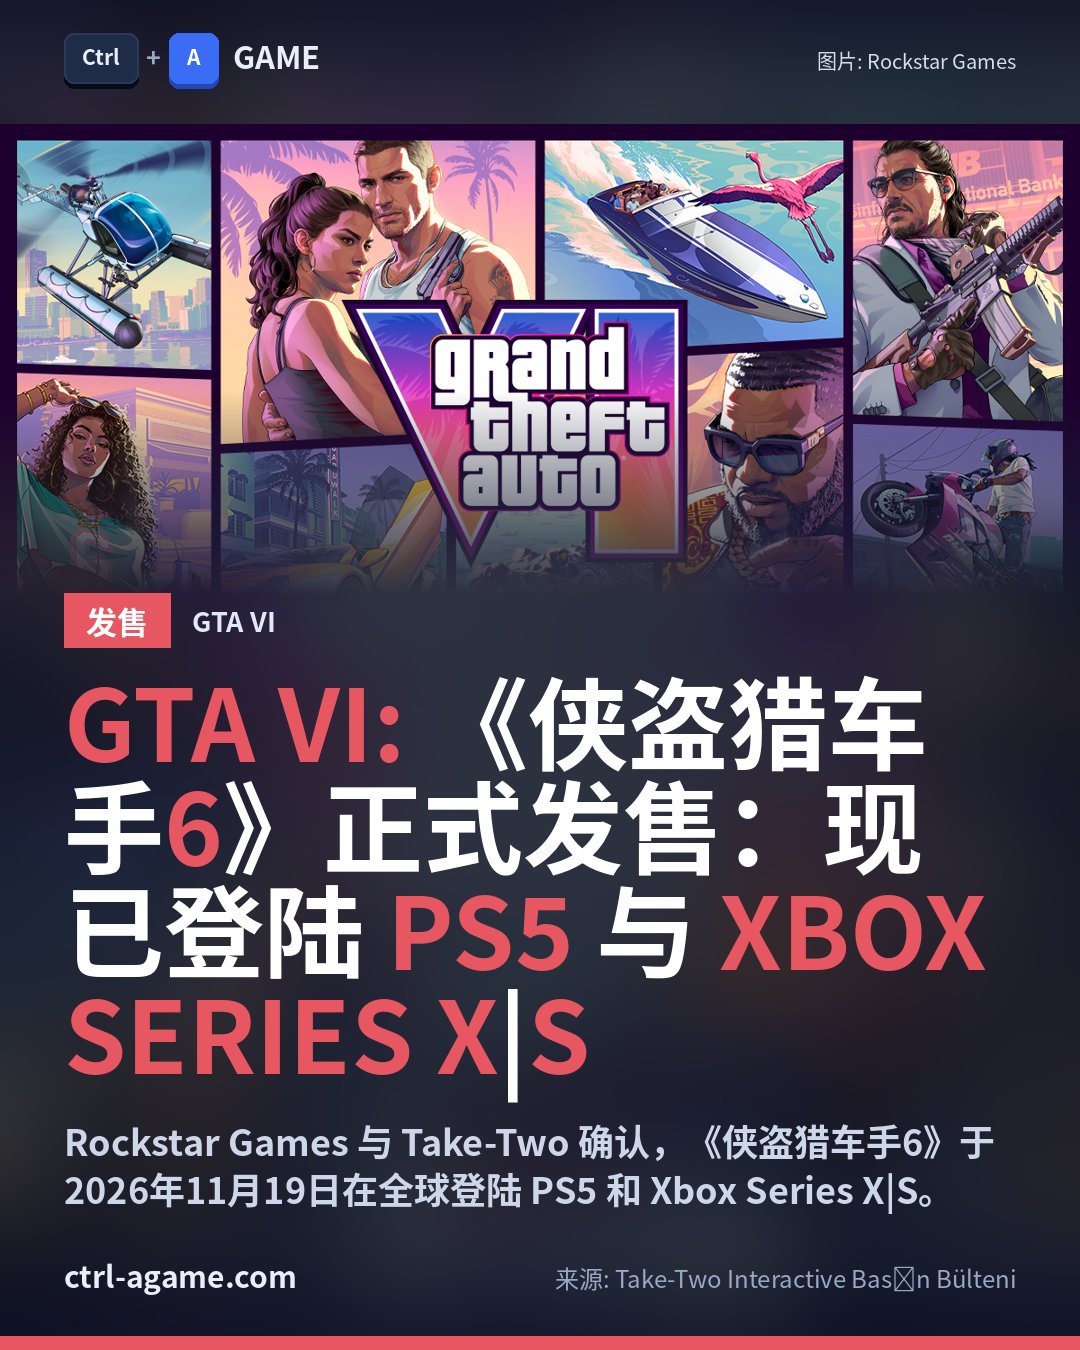 Ctrl + A GAME
图片: Rockstar Games
National Bank
VI
grand
theft
auto
发售 GTA VI
GTA VI: 《侠盗猎车
手6》正式发售：现
已登陆 PS5 与 XBOX
SERIES X|S
Rockstar Games 与 Take-Two 确认，《侠盗猎车手6》于
2026年11月19日在全球登陆 PS5 和 Xbox Series X|S。
ctrl-agame.com
来源: Take-Two Interactive Bas□n Bülteni